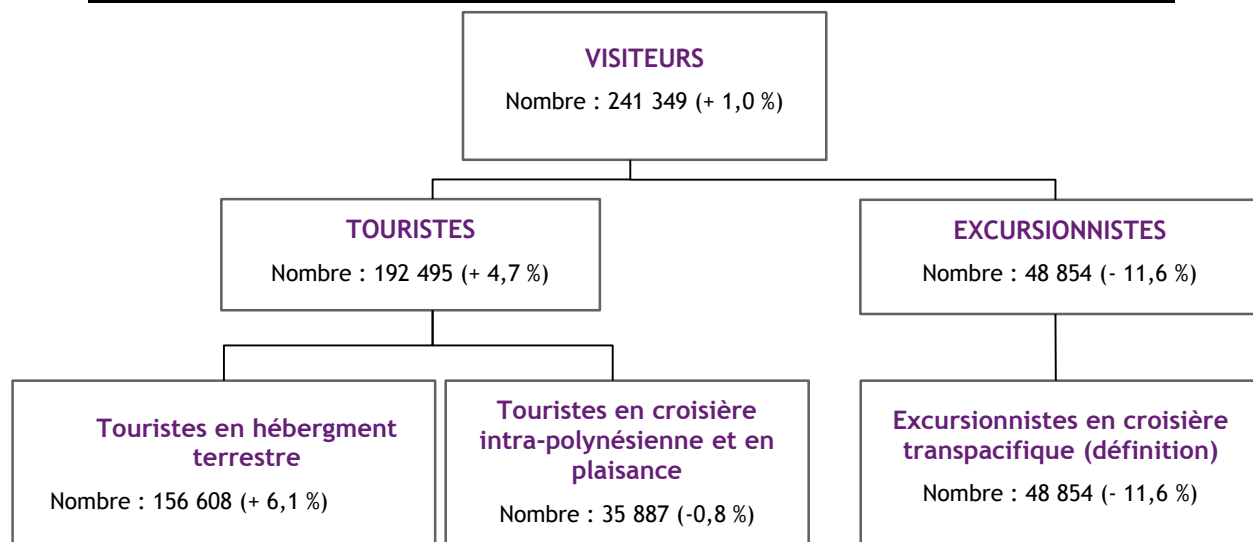 VISITEURS
Nombre : 241 349 (+ 1,0 %)
TOURISTES
Nombre : 192 495 (+ 4,7 %)
EXCURSIONNISTES
Nombre : 48 854 (- 11,6 %)
Touristes en hébergment
terrestre
Nombre : 156 608 (+ 6,1 %)
Touristes en croisière
intra-polynésienne et en
plaisance
Nombre : 35 887 (-0,8 %)
Excursionnistes en croisière
transpacifique (définition)
Nombre : 48 854 (- 11,6 %)